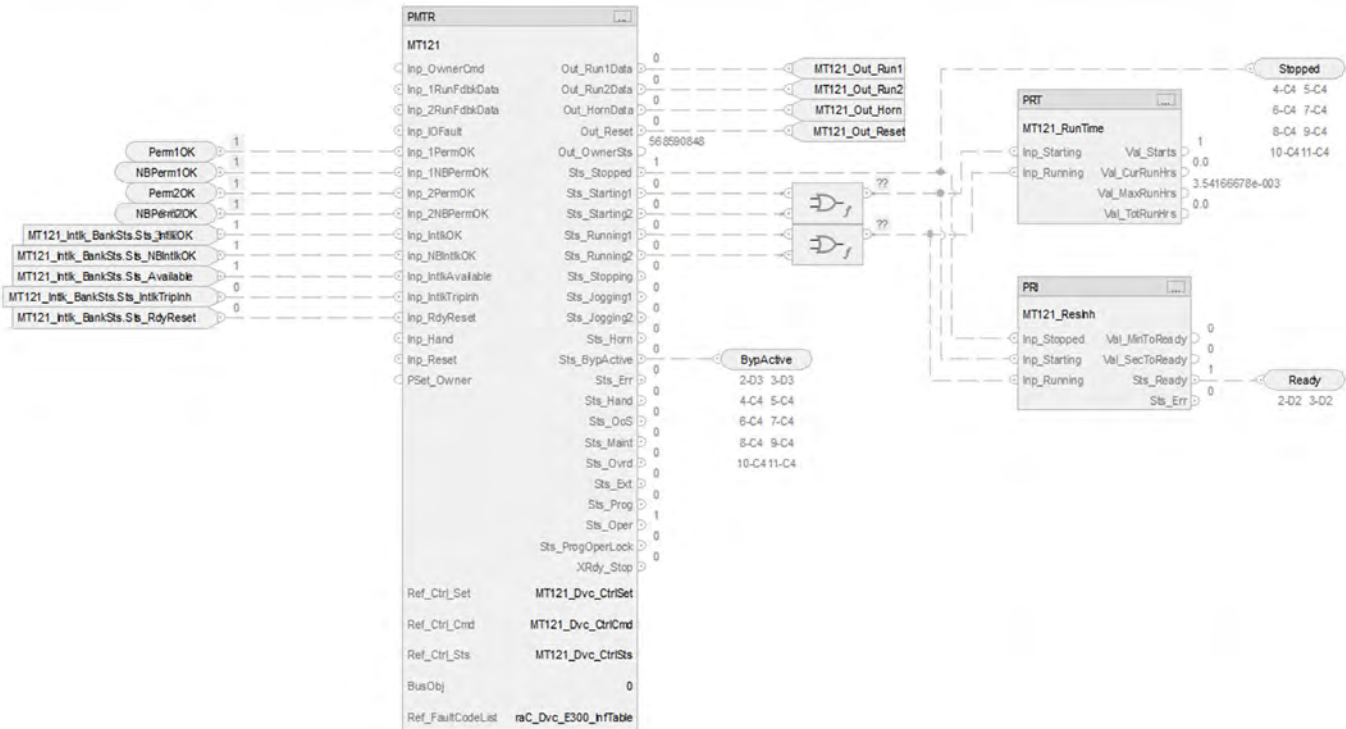 PMTR
...
MT121
Inp_OwnerCmd Out_Run1Data 0 MT121_Out_Run1
Inp_1RunFdbkData Out_Run2Data 0 MT121_Out_Run2
Inp_2RunFdbkData Out_HornData 0 MT121_Out_Horn
Inp_IOFault Out_Reset 0 MT121_Out_Reset
Perm1OK 1 Inp_1PermOK Out_OwnerSts 568590848
NBPerm1OK 1 Inp_1NBPermOK Sts_Stopped 1
Perm2OK 1 Inp_2PermOK Sts_Starting1 0
NBPerm2OK 1 Inp_2NBPermOK Sts_Starting2 0
MT121_Intlk_BankSts.Sts_IntlkOK 1 Inp_IntlkOK Sts_Running1 0
MT121_Intlk_BankSts.Sts_NBIntlkOK 1 Inp_NBIntlkOK Sts_Running2 0
MT121_Intlk_BankSts.Sts_Available 1 Inp_IntlkAvailable Sts_Stopping 0
MT121_Intlk_BankSts.Sts_IntlkTripInh 0 Inp_IntlkTripInh Sts_Jogging1 0
MT121_Intlk_BankSts.Sts_RdyReset 0 Inp_RdyReset Sts_Jogging2 0
Inp_Hand Sts_Horn 0
Inp_Reset Sts_BypActive 0 BypActive
PSet_Owner Sts_Err 0
Sts_Hand 0
Sts_OoS 0
Sts_Maint 0
Sts_Ovrd 0
Sts_Ext 0
Sts_Prog 0
Sts_Oper 1
Sts_ProgOperLock 0
XRdy_Stop 0
Ref_Ctrl_Set MT121_Dvc_CtrlSet
Ref_Ctrl_Cmd MT121_Dvc_CtrlCmd
Ref_Ctrl_Sts MT121_Dvc_CtrlSts
BusObj 0
Ref_FaultCodeList raC_Dvc_E300_InfTable
2-D3 3-D3
4-C4 5-C4
6-C4 7-C4
8-C4 9-C4
10-C4 11-C4
??
??
Stopped
4-C4 5-C4
6-C4 7-C4
8-C4 9-C4
10-C4 11-C4
PRT
...
MT121_RunTime
Inp_Starting Val_Starts 1
Inp_Running Val_CurRunHrs 0.0
Val_MaxRunHrs 3.54166678e-003
Val_TotRunHrs 0.0
PRI
...
MT121_ResInh
Inp_Stopped Val_MinToReady 0
Inp_Starting Val_SecToReady 0
Inp_Running Sts_Ready 1 Ready
Sts_Err 0
2-D2 3-D2